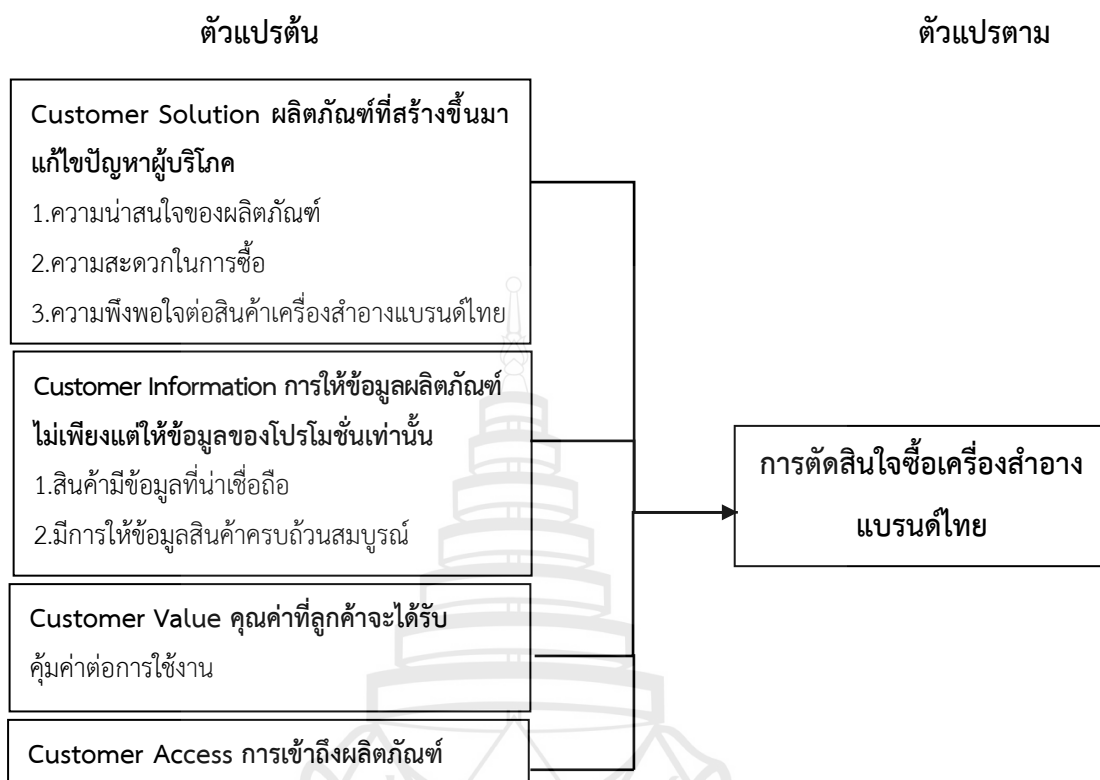 ตัวแปรต้น
ตัวแปรตาม
Customer Solution ผลิตภัณฑ์ที่สร้างขึ้นมา
แก้ไขปัญหาผู้บริโภค
1.ความน่าสนใจของผลิตภัณฑ์
2.ความสะดวกในการซื้อ
3.ความพึงพอใจต่อสินค้าเครื่องสำอางแบรนด์ไทย
Customer Information การให้ข้อมูลผลิตภัณฑ์
ไม่เพียงแต่ให้ข้อมูลของโปรโมชั่นเท่านั้น
1.สินค้ามีข้อมูลที่น่าเชื่อถือ
2.มีการให้ข้อมูลสินค้าครบถ้วนสมบูรณ์
Customer Value คุณค่าที่ลูกค้าจะได้รับ
คุ้มค่าต่อการใช้งาน
Customer Access การเข้าถึงผลิตภัณฑ์
การตัดสินใจซื้อเครื่องสำอาง
แบรนด์ไทย